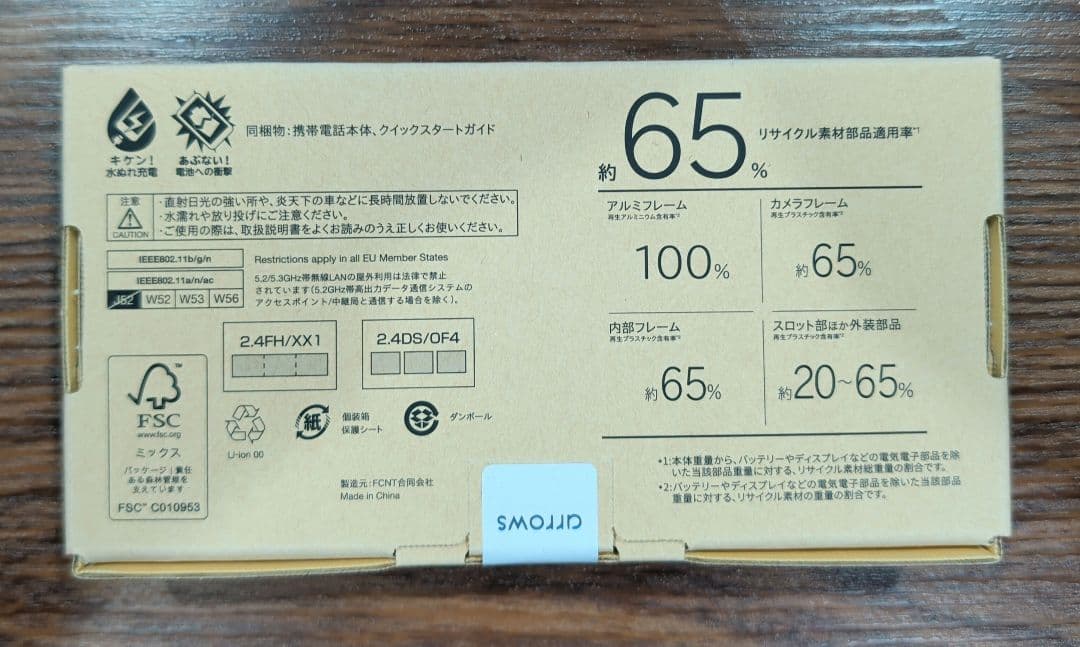 キケン!
水ぬれ充電
あぶない!
電池への衝撃
同梱物:携帯電話本体、クイックスタートガイド
注意
CAUTION
・直射日光の強い所や、炎天下の車などに長時間放置しないでください。
・水濡れや放り投げにご注意ください。
・ご使用の際は、取扱説明書をよくお読みのうえ正しくお使いください。
IEEE802.11b/g/n
IEEE802.11a/n/ac
J52 W52 W53 W56
Restrictions apply in all EU Member States
5.2/5.3GHz帯無線LANの屋外利用は法律で禁止
されています(5.2GHz帯高出力データ通信システムの
アクセスポイント/中継局と通信する場合を除く)。
2.4FH/XX1
2.4DS/OF4
FSC
www.fsc.org
ミックス
パッケージ|責任
ある森林管理を
支えています
FSC™ C010953
Li-ion 00
紙
個装箱
保護シート
ダンボール
製造元:FCNT合同会社
Made in China
arrows
約65%
リサイクル素材部品適用率*1
アルミフレーム
再生アルミニウム含有率*2
100%
カメラフレーム
再生プラスチック含有率*2
約65%
内部フレーム
再生プラスチック含有率*2
約65%
スロット部ほか外装部品
再生プラスチック含有率*2
約20~65%
*1:本体重量から、バッテリーやディスプレイなどの電気電子部品を除
いた当該部品重量に対する、リサイクル素材総重量の割合です。
*2:バッテリーやディスプレイなどの電気電子部品を除いた当該部品
重量に対する、リサイクル素材の重量の割合です。